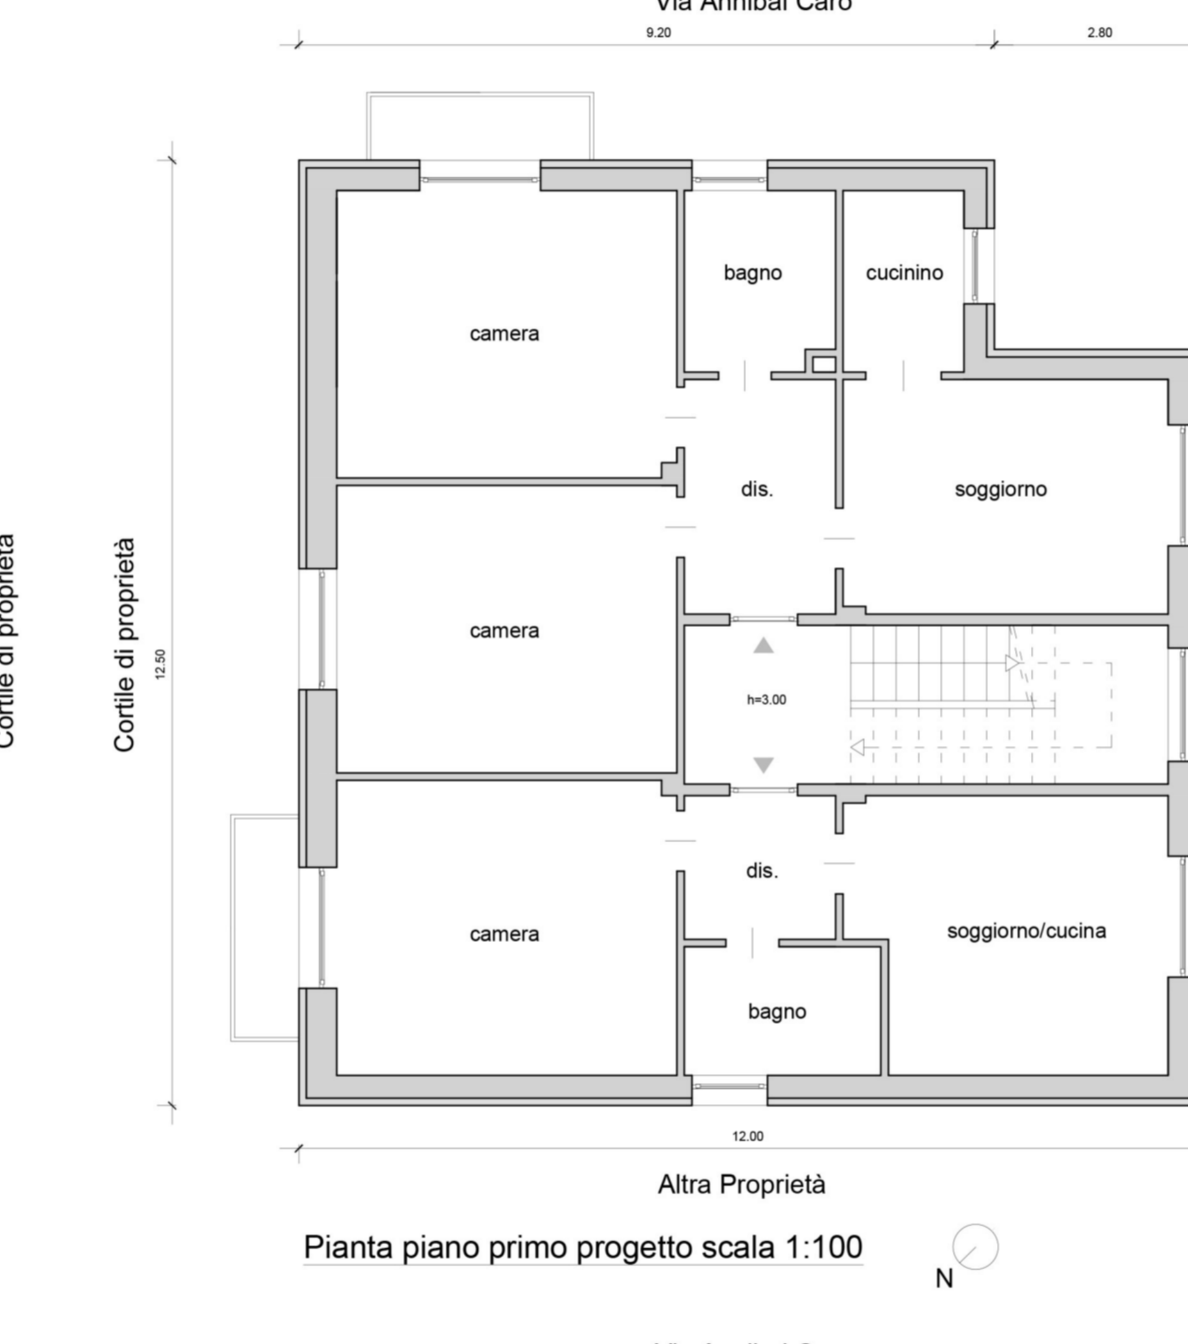 Via Annibal Caro
9.20
2.80
bagno
cucinino
camera
dis.
soggiorno
Cortile di proprietà
Cortile di proprietà
12.50
camera
h=3.00
dis.
camera
soggiorno/cucina
bagno
12.00
Altra Proprietà
Pianta piano primo progetto scala 1:100
N